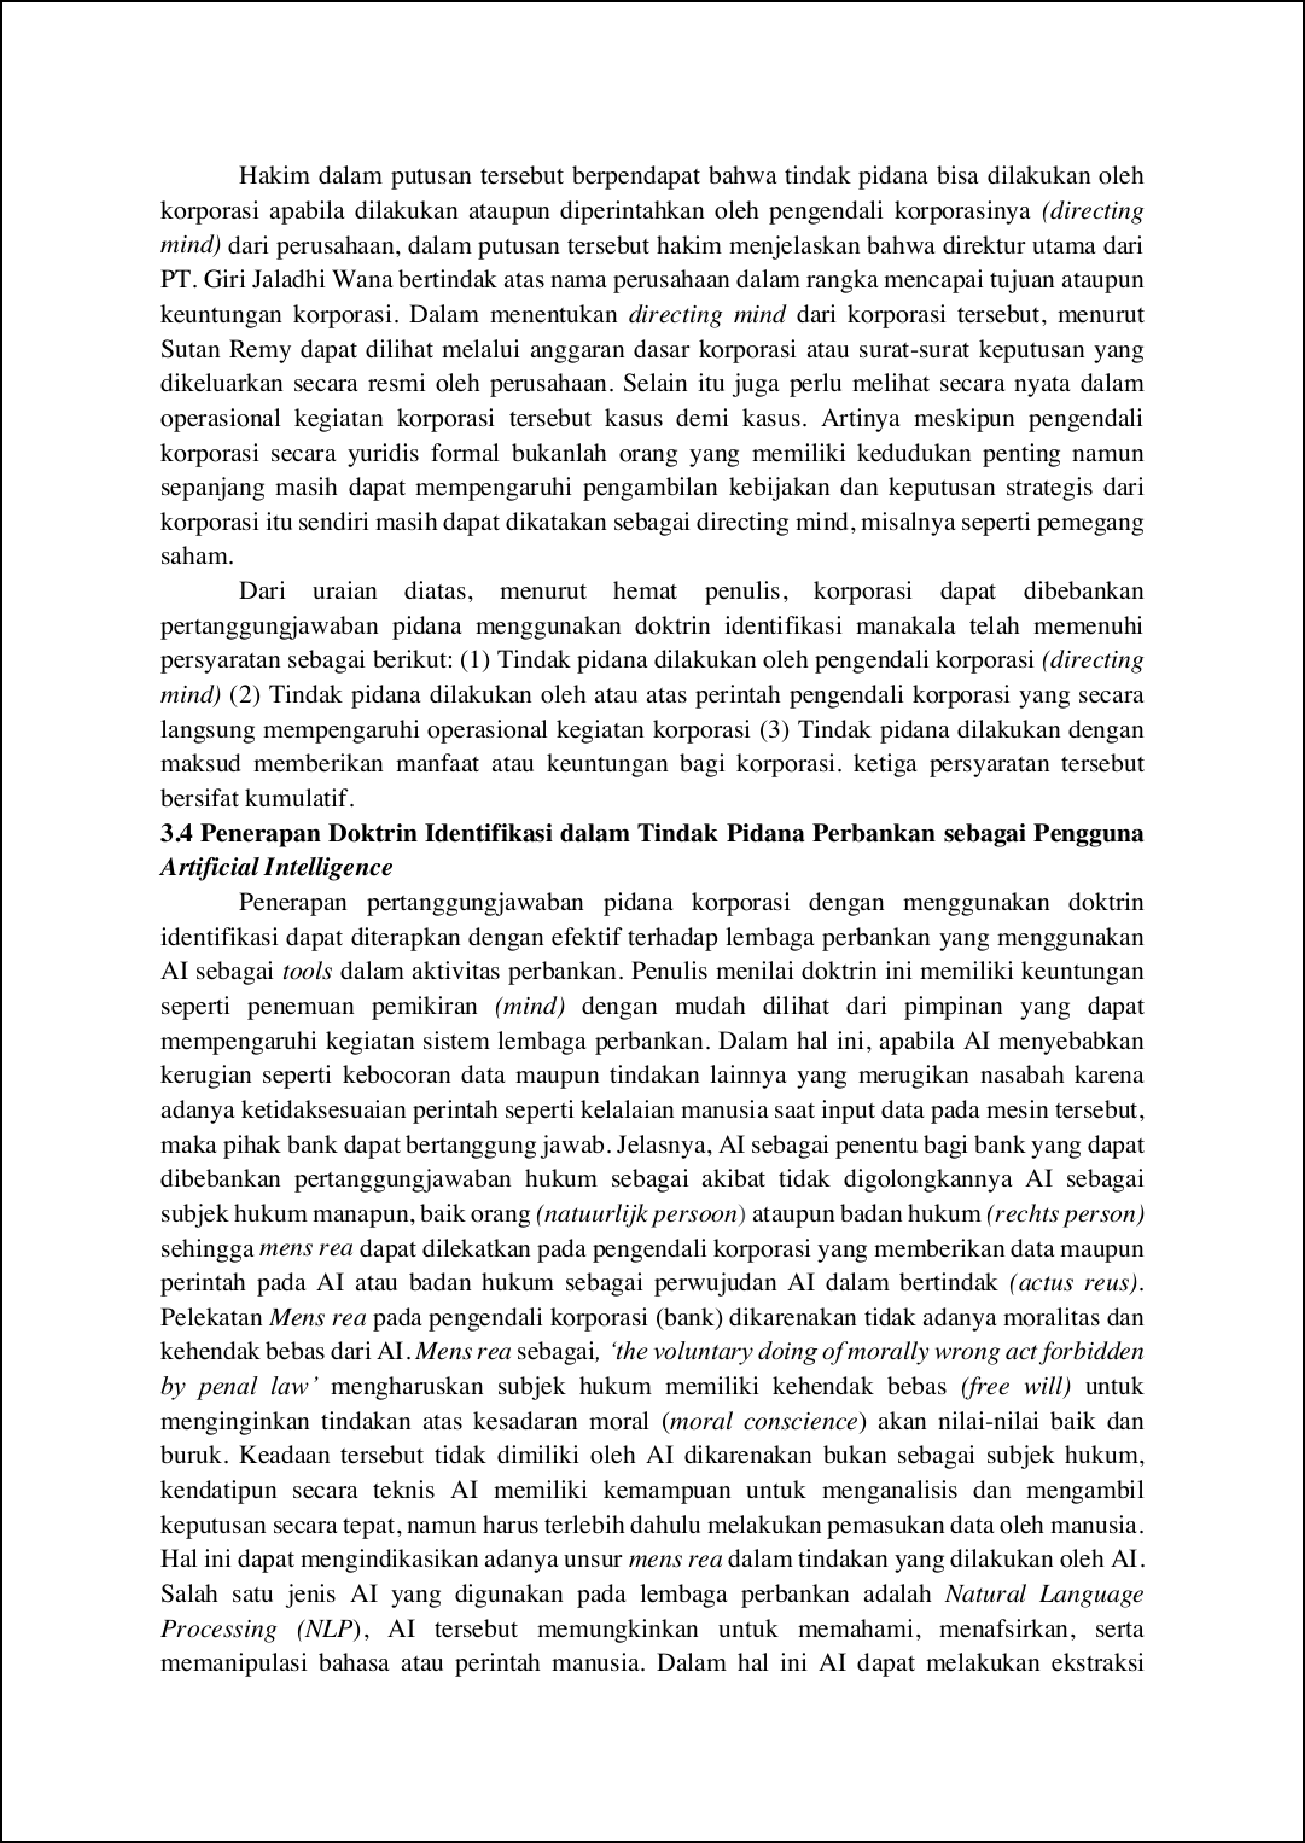 Hakim dalam putusan tersebut berpendapat bahwa tindak pidana bisa dilakukan oleh
korporasi apabila dilakukan ataupun diperintahkan oleh pengendali korporasinya (directing
mind) dari perusahaan, dalam putusan tersebut hakim menjelaskan bahwa direktur utama dari
PT. Giri Jaladhi Wana bertindak atas nama perusahaan dalam rangka mencapai tujuan ataupun
keuntungan korporasi. Dalam menentukan directing mind dari korporasi tersebut, menurut
Sutan Remy dapat dilihat melalui anggaran dasar korporasi atau surat-surat keputusan yang
dikeluarkan secara resmi oleh perusahaan. Selain itu juga perlu melihat secara nyata dalam
operasional kegiatan korporasi tersebut kasus demi kasus. Artinya meskipun pengendali
korporasi secara yuridis formal bukanlah orang yang memiliki kedudukan penting namun
sepanjang masih dapat mempengaruhi pengambilan kebijakan dan keputusan strategis dari
korporasi itu sendiri masih dapat dikatakan sebagai directing mind, misalnya seperti pemegang
saham.
Dari uraian diatas, menurut hemat penulis, korporasi dapat dibebankan
pertanggungjawaban pidana menggunakan doktrin identifikasi manakala telah memenuhi
persyaratan sebagai berikut: (1) Tindak pidana dilakukan oleh pengendali korporasi (directing
mind) (2) Tindak pidana dilakukan oleh atau atas perintah pengendali korporasi yang secara
langsung mempengaruhi operasional kegiatan korporasi (3) Tindak pidana dilakukan dengan
maksud memberikan manfaat atau keuntungan bagi korporasi. ketiga persyaratan tersebut
bersifat kumulatif.
3.4 Penerapan Doktrin Identifikasi dalam Tindak Pidana Perbankan sebagai Pengguna
Artificial Intelligence
Penerapan pertanggungjawaban pidana korporasi dengan menggunakan doktrin
identifikasi dapat diterapkan dengan efektif terhadap lembaga perbankan yang menggunakan
AI sebagai tools dalam aktivitas perbankan. Penulis menilai doktrin ini memiliki keuntungan
seperti penemuan pemikiran (mind) dengan mudah dilihat dari pimpinan yang dapat
mempengaruhi kegiatan sistem lembaga perbankan. Dalam hal ini, apabila AI menyebabkan
kerugian seperti kebocoran data maupun tindakan lainnya yang merugikan nasabah karena
adanya ketidaksesuaian perintah seperti kelalaian manusia saat input data pada mesin tersebut,
maka pihak bank dapat bertanggung jawab. Jelasnya, AI sebagai penentu bagi bank yang dapat
dibebankan pertanggungjawaban hukum sebagai akibat tidak digolongkannya AI sebagai
subjek hukum manapun, baik orang (natuurlijk persoon) ataupun badan hukum (rechts person)
sehingga mens rea dapat dilekatkan pada pengendali korporasi yang memberikan data maupun
perintah pada AI atau badan hukum sebagai perwujudan AI dalam bertindak (actus reus).
Pelekatan Mens rea pada pengendali korporasi (bank) dikarenakan tidak adanya moralitas dan
kehendak bebas dari AI. Mens rea sebagai, ‘the voluntary doing of morally wrong act forbidden
by penal law’ mengharuskan subjek hukum memiliki kehendak bebas (free will) untuk
menginginkan tindakan atas kesadaran moral (moral conscience) akan nilai-nilai baik dan
buruk. Keadaan tersebut tidak dimiliki oleh AI dikarenakan bukan sebagai subjek hukum,
kendatipun secara teknis AI memiliki kemampuan untuk menganalisis dan mengambil
keputusan secara tepat, namun harus terlebih dahulu melakukan pemasukan data oleh manusia.
Hal ini dapat mengindikasikan adanya unsur mens rea dalam tindakan yang dilakukan oleh AI.
Salah satu jenis AI yang digunakan pada lembaga perbankan adalah Natural Language
Processing (NLP), AI tersebut memungkinkan untuk memahami, menafsirkan, serta
memanipulasi bahasa atau perintah manusia. Dalam hal ini AI dapat melakukan ekstraksi